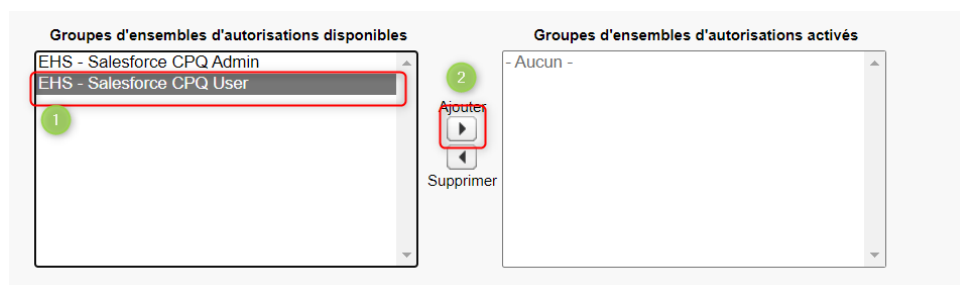 Groupes d'ensembles d'autorisations disponibles
Groupes d'ensembles d'autorisations activés
EHS - Salesforce CPQ Admin
EHS - Salesforce CPQ User
- Aucun -
1
2
Ajouter
Supprimer